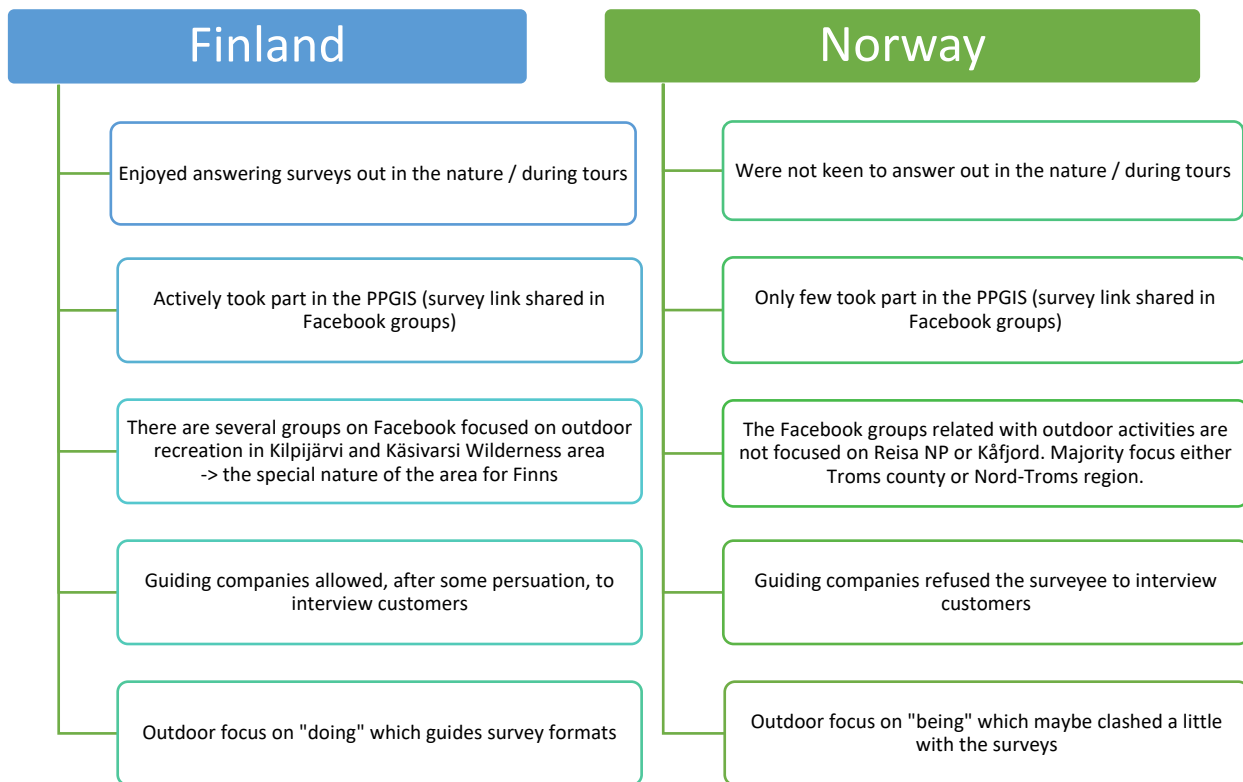 Finland
Enjoyed answering surveys out in the nature / during tours
Actively took part in the PPGIS (survey link shared in
Facebook groups)
There are several groups on Facebook focused on outdoor
recreation in Kilpijärvi and Käsivarsi Wilderness area
-> the special nature of the area for Finns
Guiding companies allowed, after some persuation, to
interview customers
Outdoor focus on "doing" which guides survey formats
Norway
Were not keen to answer out in the nature / during tours
Only few took part in the PPGIS (survey link shared in
Facebook groups)
The Facebook groups related with outdoor activities are
not focused on Reisa NP or Kåfjord. Majority focus either
Troms county or Nord-Troms region.
Guiding companies refused the surveyee to interview
customers
Outdoor focus on "being" which maybe clashed a little
with the surveys